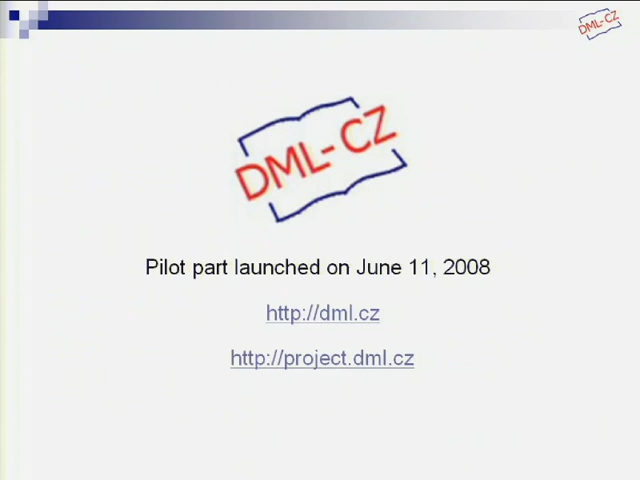 DML-CZ
DML-CZ
Pilot part launched on June 11, 2008
http://dml.cz
http://project.dml.cz